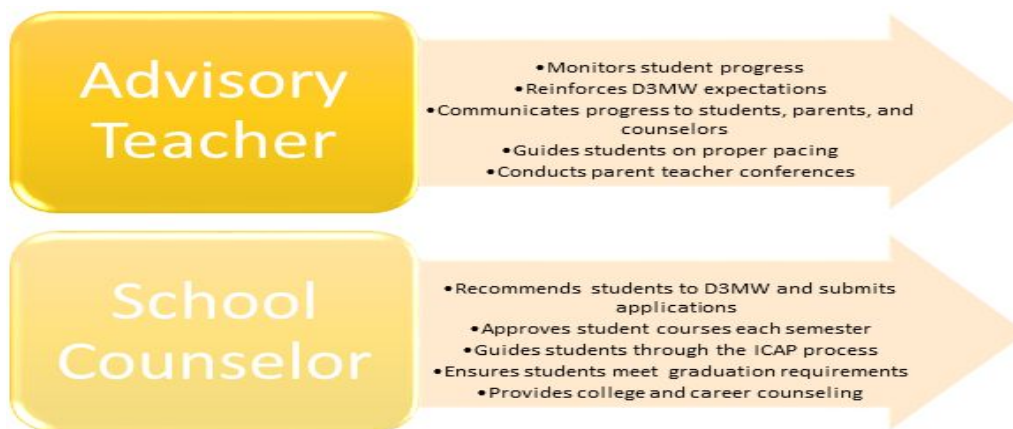 Advisory
Teacher
•Monitors student progress
•Reinforces D3MW expectations
•Communicates progress to students, parents, and
counselors
•Guides students on proper pacing
•Conducts parent teacher conferences
School
Counselor
•Recommends students to D3MW and submits
applications
•Approves student courses each semester
•Guides students through the ICAP process
•Ensures students meet graduation requirements
•Provides college and career counseling